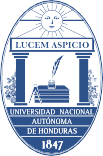 LUCEM ASPICIO
UNIVERSIDAD NACIONAL
AUTÓNOMA
DE HONDURAS
1847